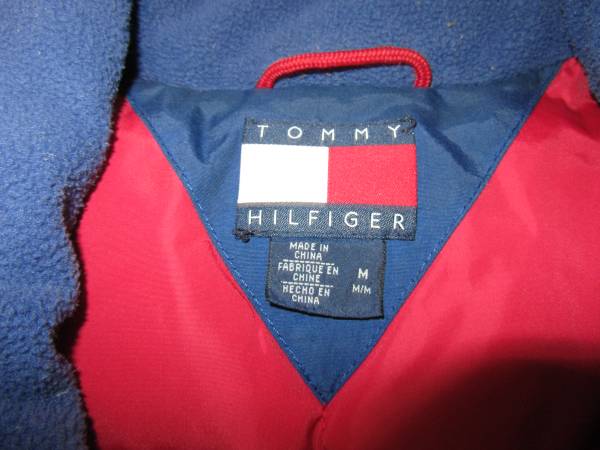 TOMMY
HILFIGER
MADE IN
CHINA
FABRIQUE EN
CHINE
HECHO EN
CHINA
M
M/M